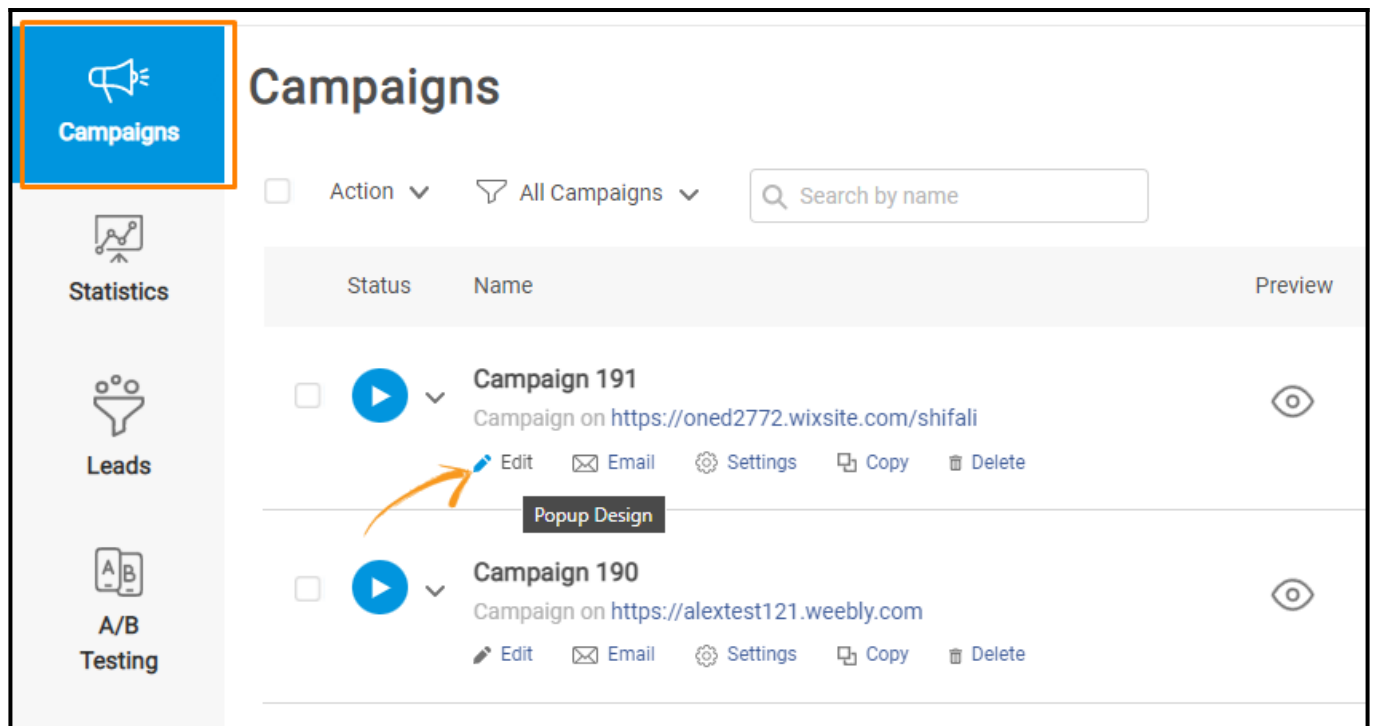 Campaigns
Campaigns
Action All Campaigns Search by name
Statistics
Status Name Preview
Campaign 191
Campaign on https://oned2772.wixsite.com/shifali
Leads
Edit Email Settings Copy Delete
Popup Design
A B
A/B
Testing
Campaign 190
Campaign on https://alextest121.weebly.com
Edit Email Settings Copy Delete